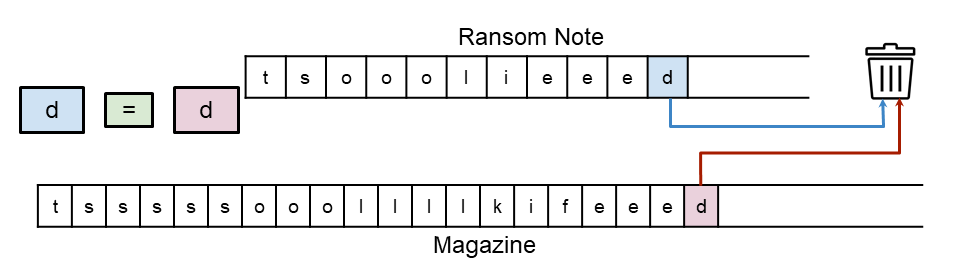 Ransom Note
t s o o o l i e e e d
d = d
t s s s s s o o o l l l l k i f e e e d
Magazine